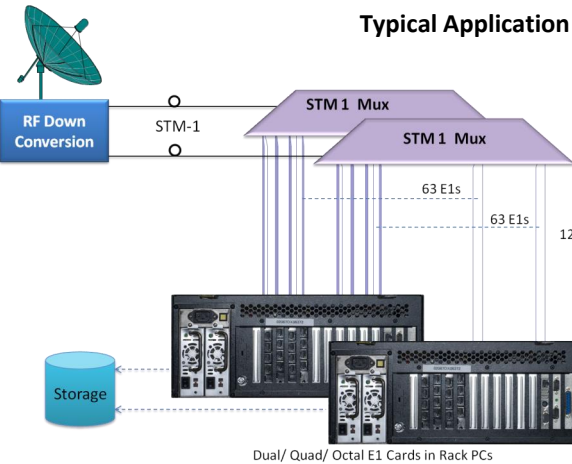 Typical Application
STM 1 Mux
RF Down
Conversion
STM-1
STM 1 Mux
63 E1s
63 E1s
12
Storage
Dual/ Quad/ Octal E1 Cards in Rack PCs